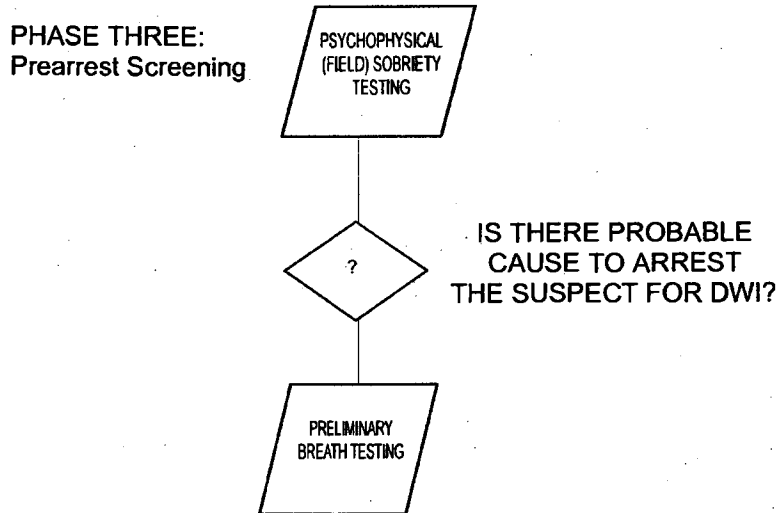 PHASE THREE:
Prearrest Screening
PSYCHOPHYSICAL
(FIELD) SOBRIETY
TESTING
?
IS THERE PROBABLE
CAUSE TO ARREST
THE SUSPECT FOR DWI?
PRELIMINARY
BREATH TESTING